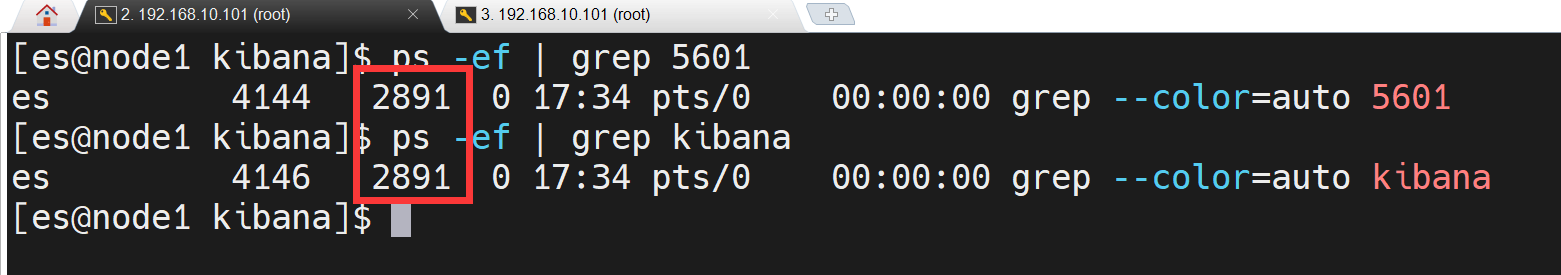 2. 192.168.10.101 (root)
3. 192.168.10.101 (root)
[es@node1 kibana]$ ps -ef | grep 5601
es 4144 2891 0 17:34 pts/0 00:00:00 grep --color=auto 5601
[es@node1 kibana]$ ps -ef | grep kibana
es 4146 2891 0 17:34 pts/0 00:00:00 grep --color=auto kibana
[es@node1 kibana]$